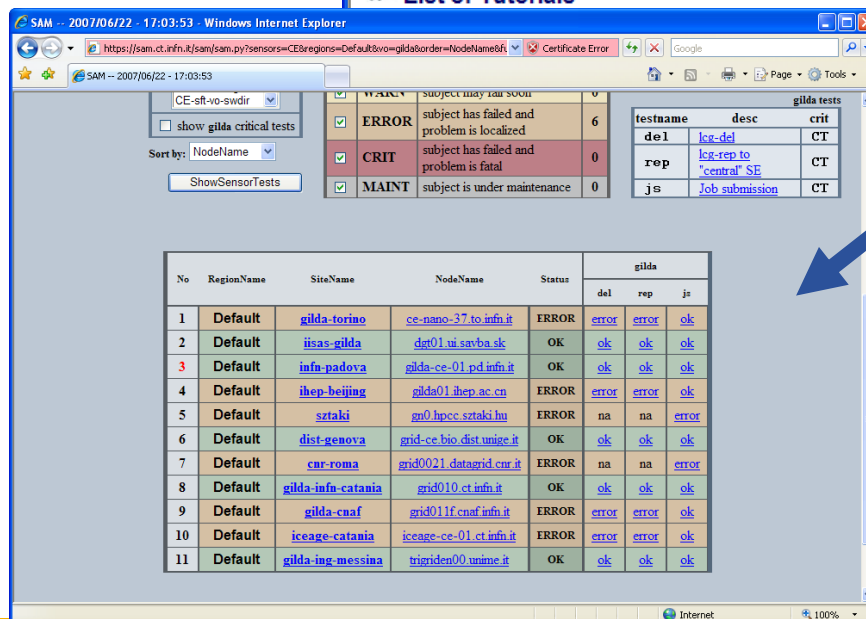 List of Tutorials
SAM -- 2007/06/22 - 17:03:53 - Windows Internet Explorer
https://sam.ct.infn.it/sam/sam.py?sensors=CE&regions=Default&vo=gilda&order=NodeName&fu
Certificate Error
Google
SAM -- 2007/06/22 - 17:03:53
Page
Tools
CE-sft-vo-swdir
show gilda critical tests
Sort by: NodeName
ShowSensorTests
WARN subject may fail soon 0
ERROR subject has failed and problem is localized 6
CRIT subject has failed and problem is fatal 0
MAINT subject is under maintenance 0
gilda tests
testname desc crit
del lcg-del CT
rep lcg-rep to "central" SE CT
js Job submission CT
No RegionName SiteName NodeName Status gilda
del rep js
1 Default gilda-torino ce-nano-37.to.infn.it ERROR error error ok
2 Default iisas-gilda dgt01.ui.savba.sk OK ok ok ok
3 Default infn-padova gilda-ce-01.pd.infn.it OK ok ok ok
4 Default ihep-beijing gilda01.ihep.ac.cn ERROR error error ok
5 Default sztaki gn0.hpcc.sztaki.hu ERROR na na error
6 Default dist-genova grid-ce.bio.dist.unige.it OK ok ok ok
7 Default cnr-roma grid0021.datagrid.cnr.it ERROR na na error
8 Default gilda-infn-catania grid010.ct.infn.it OK ok ok ok
9 Default gilda-cnaf grid011f.cnaf.infn.it ERROR error error ok
10 Default iceage-catania iceage-ce-01.ct.infn.it ERROR error error ok
11 Default gilda-ing-messina trigriden00.unime.it OK ok ok ok
Internet
100%